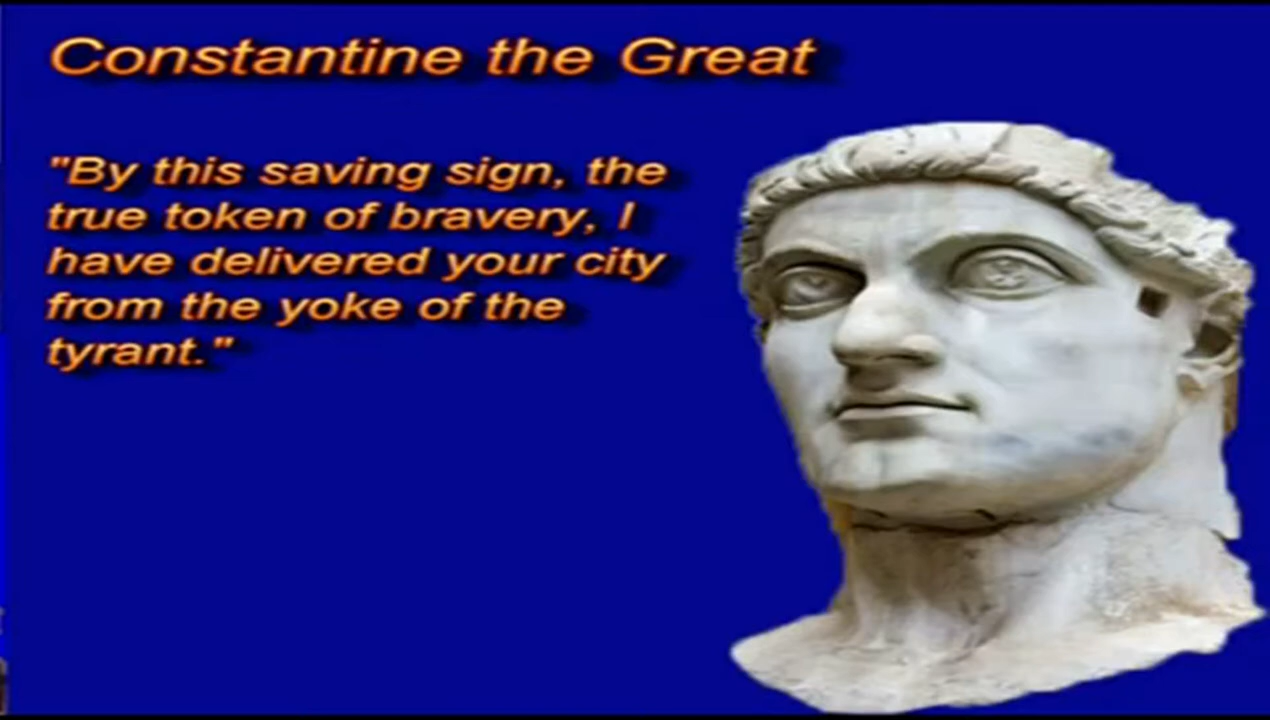 Constantine the Great
"By this saving sign, the
true token of bravery, I
have delivered your city
from the yoke of the
tyrant."